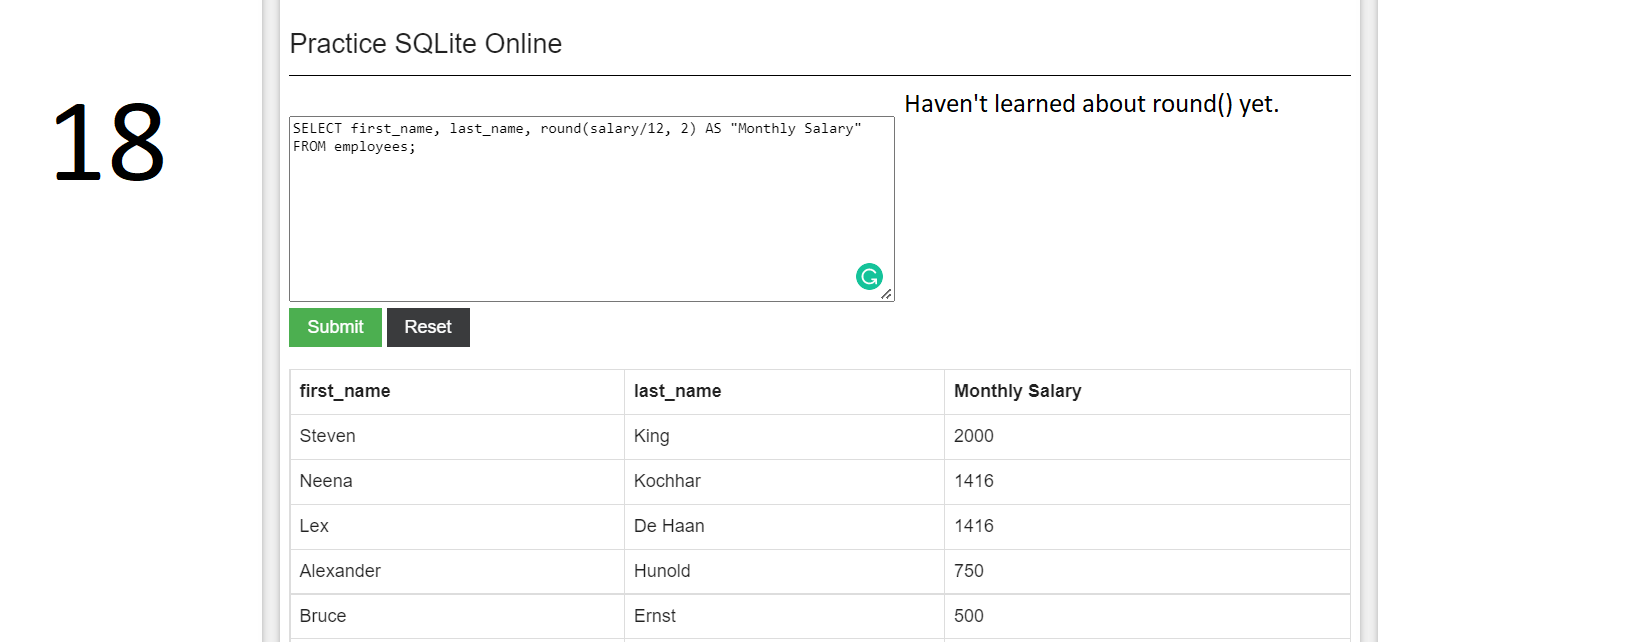 Practice SQLite Online
18
Haven't learned about round() yet.
SELECT first_name, last_name, round(salary/12, 2) AS "Monthly Salary"
FROM employees;
G
Submit Reset
first_name last_name Monthly Salary
Steven King 2000
Neena Kochhar 1416
Lex De Haan 1416
Alexander Hunold 750
Bruce Ernst 500